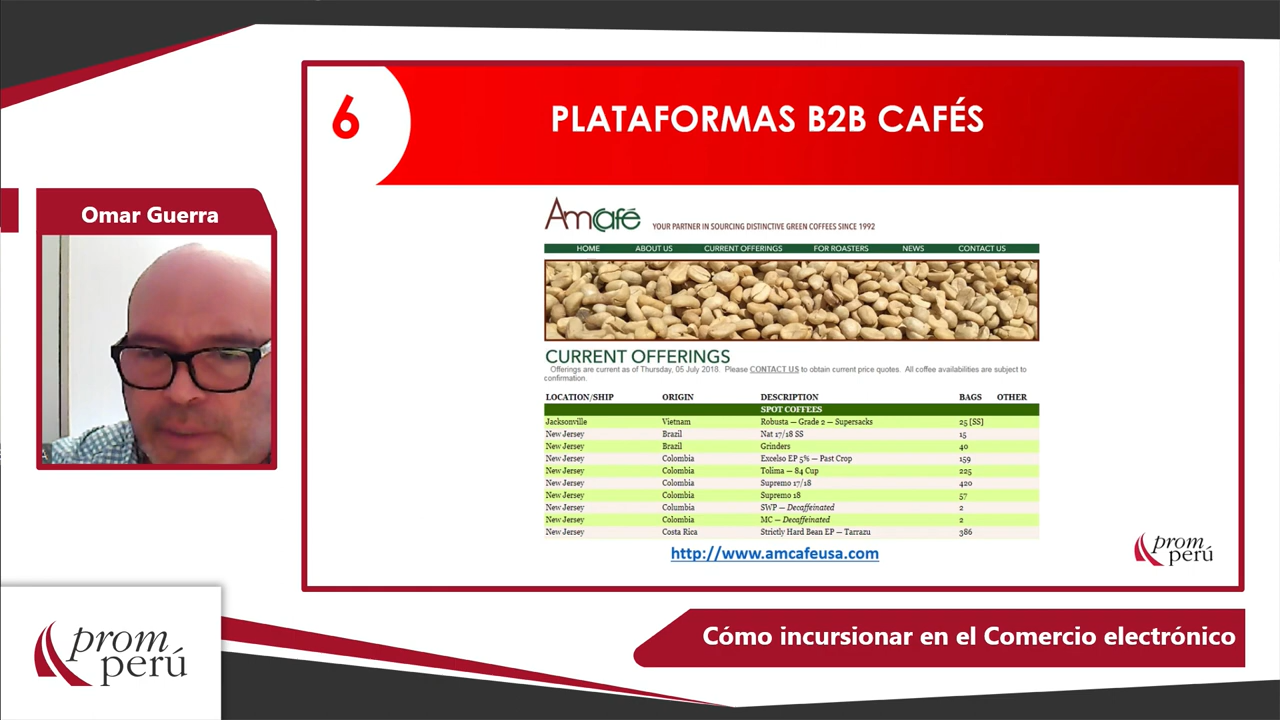 6
PLATAFORMAS B2B CAFÉS
Omar Guerra
AmCafé
YOUR PARTNER IN SOURCING DISTINCTIVE GREEN COFFEES SINCE 1992
HOME ABOUT US CURRENT OFFERINGS FOR ROASTERS NEWS CONTACT US
CURRENT OFFERINGS
Offerings are current as of Thursday, 05 July 2018. Please CONTACT US to obtain current price quotes. All coffee availabilities are subject to
confirmation.
LOCATION/SHIP ORIGIN DESCRIPTION BAGS OTHER
SPOT COFFEES
Jacksonville Vietnam Robusta — Grade 2 — Supersacks 25 [SS]
New Jersey Brazil Nat 17/18 SS 15
New Jersey Brazil Grinders 40
New Jersey Colombia Excelso EP 5% — Past Crop 159
New Jersey Colombia Tolima — 84 Cup 225
New Jersey Colombia Supremo 17/18 420
New Jersey Colombia Supremo 18 57
New Jersey Columbia SWP — Decaffeinated 2
New Jersey Colombia MC — Decaffeinated 2
New Jersey Costa Rica Strictly Hard Bean EP — Tarrazu 386
http://www.amcafeusa.com
prom
perú
Cómo incursionar en el Comercio electrónico
prom
perú